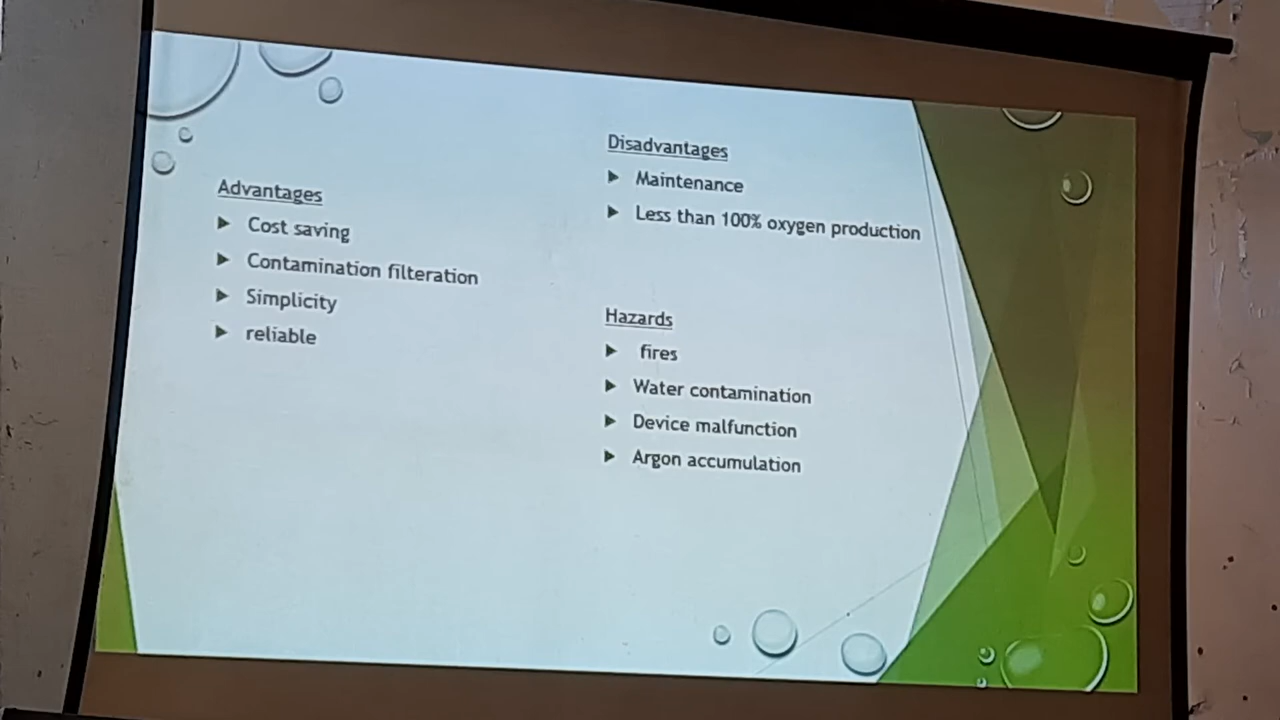 Advantages
Cost saving
Contamination filteration
Simplicity
reliable
Disadvantages
Maintenance
Less than 100% oxygen production
Hazards
fires
Water contamination
Device malfunction
Argon accumulation